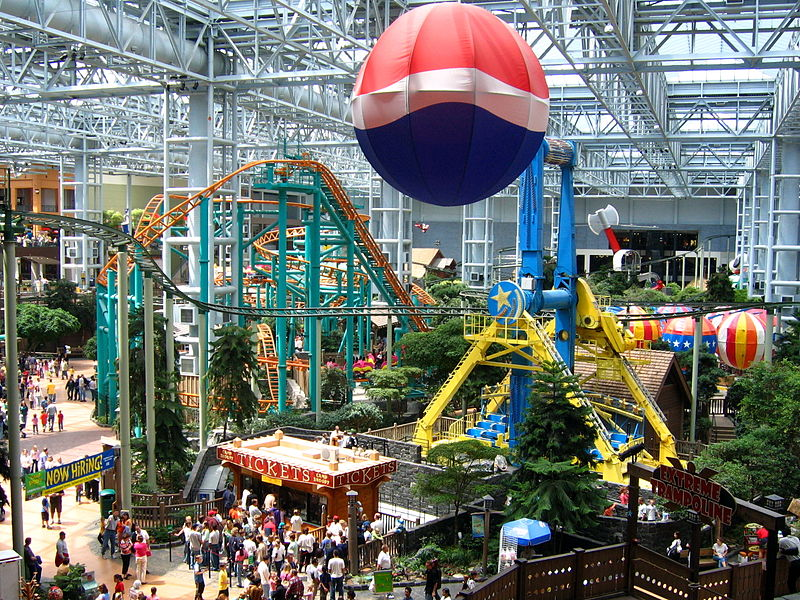 NOW HIRING!
TICKETS
TICKETS
EXTREME
TRAMPOLINE